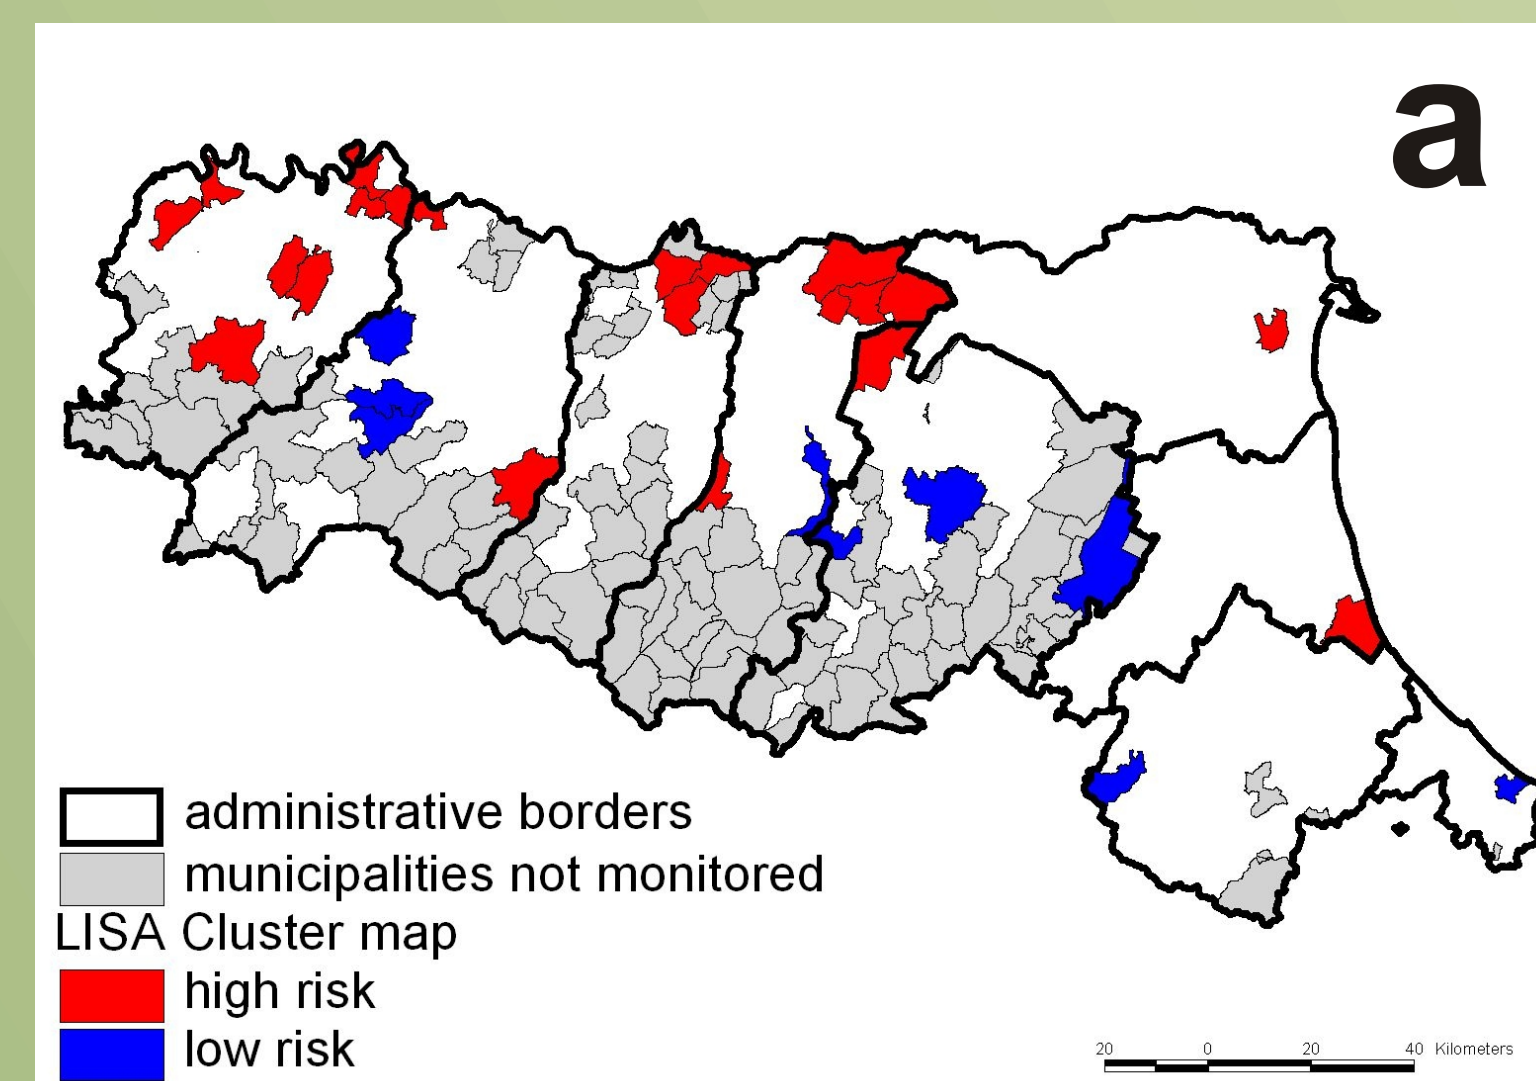 a
administrative borders
municipalities not monitored
LISA Cluster map
high risk
low risk
20 0 20 40 Kilometers